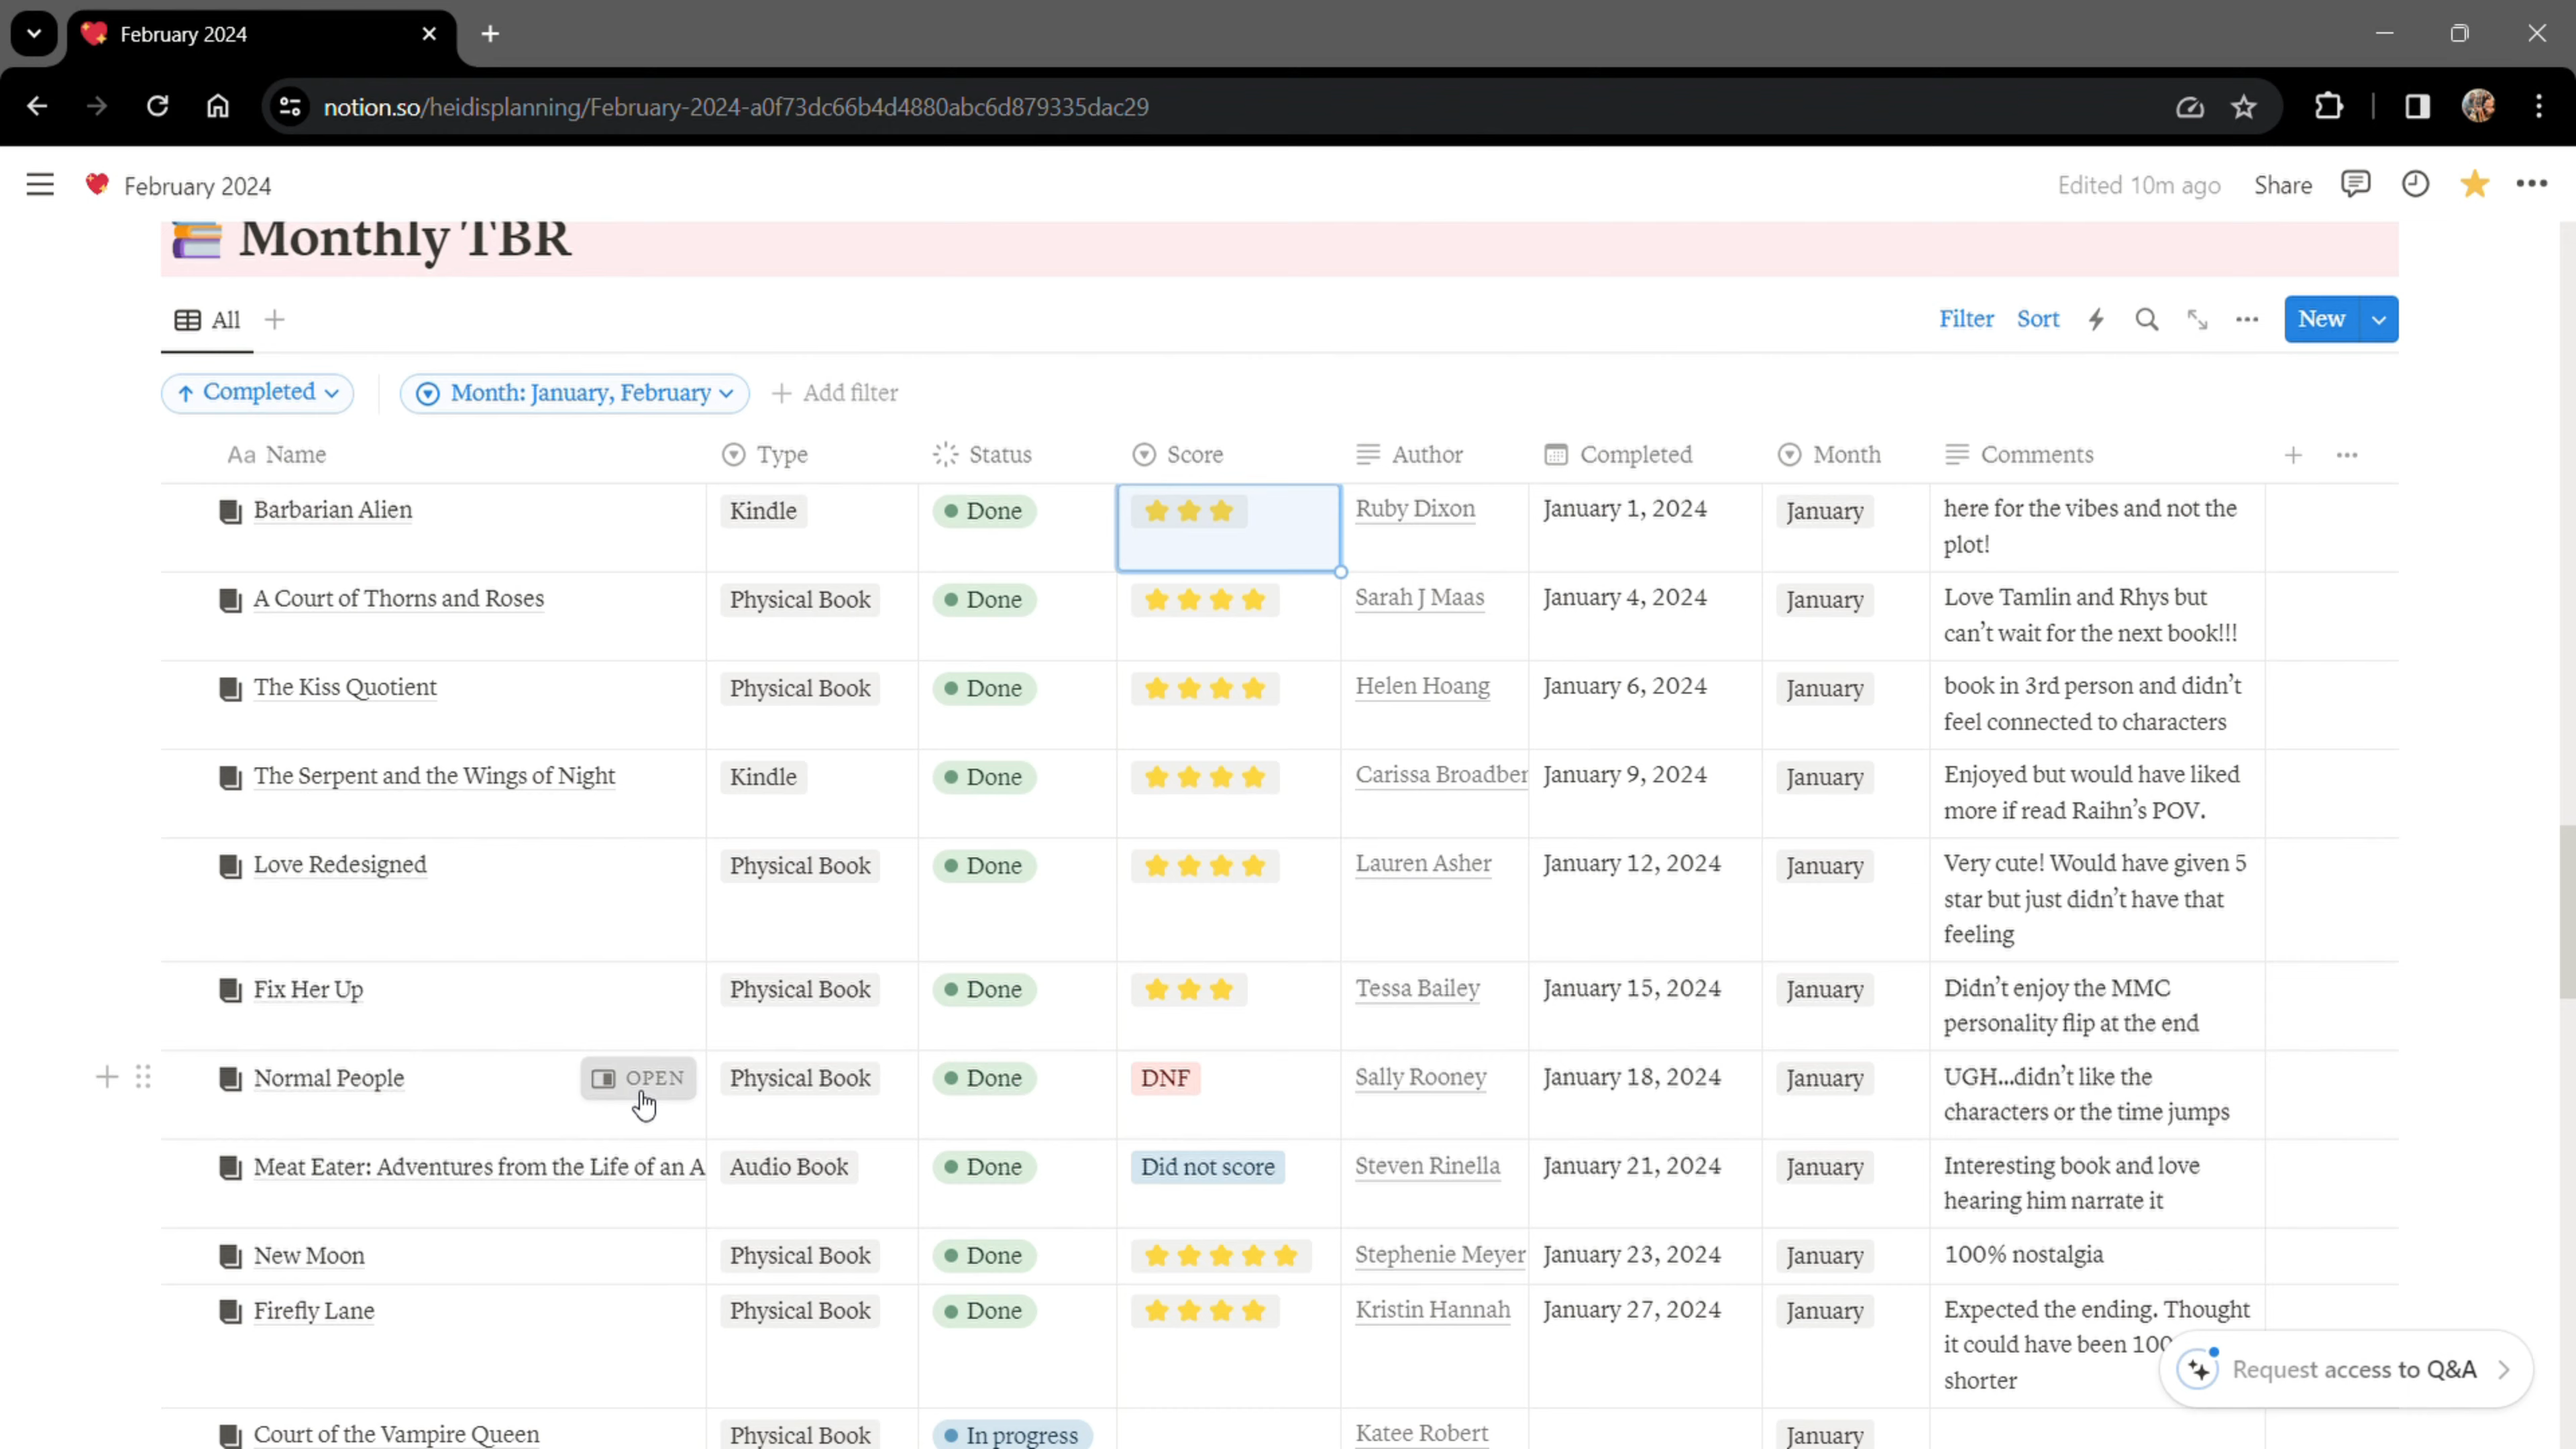 February 2024
notion.so/heidisplanning/February-2024-a0f73dc66b4d4880abc6d879335dac29
February 2024
Edited 10m ago Share
Monthly TBR
All
Filter Sort New
Completed Month: January, February Add filter
Aa Name Type Status Score Author Completed Month Comments
Barbarian Alien Kindle Done Ruby Dixon January 1, 2024 January here for the vibes and not the
plot!
A Court of Thorns and Roses Physical Book Done Sarah J Maas January 4, 2024 January Love Tamlin and Rhys but
can't wait for the next book!!!
The Kiss Quotient Physical Book Done Helen Hoang January 6, 2024 January book in 3rd person and didn't
feel connected to characters
The Serpent and the Wings of Night Kindle Done Carissa Broadber January 9, 2024 January Enjoyed but would have liked
more if read Raihn's POV.
Love Redesigned Physical Book Done Lauren Asher January 12, 2024 January Very cute! Would have given 5
star but just didn't have that
feeling
Fix Her Up Physical Book Done Tessa Bailey January 15, 2024 January Didn't enjoy the MMC
personality flip at the end
Normal People OPEN Physical Book Done DNF Sally Rooney January 18, 2024 January UGH...didn't like the
characters or the time jumps
Meat Eater: Adventures from the Life of an A Audio Book Done Did not score Steven Rinella January 21, 2024 January Interesting book and love
hearing him narrate it
New Moon Physical Book Done Stephenie Meyer January 23, 2024 January 100% nostalgia
Firefly Lane Physical Book Done Kristin Hannah January 27, 2024 January Expected the ending. Thought
it could have been 100
shorter
Request access to Q&A
Court of the Vampire Queen Physical Book In progress Katee Robert January